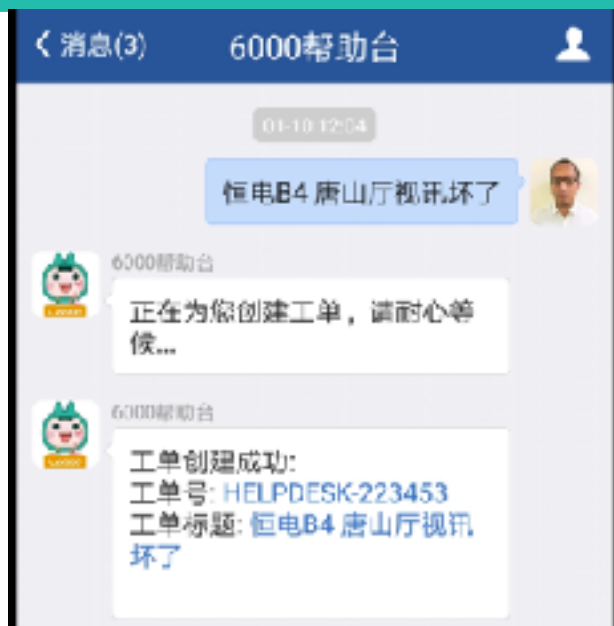 消息(3)
6000帮助台
01-10 12:04
恒电B4 唐山厅视讯坏了
6000帮助台
正在为您创建工单，请耐心等
候...
6000帮助台
工单创建成功:
工单号: HELPDESK-223453
工单标题: 恒电B4 唐山厅视讯
坏了